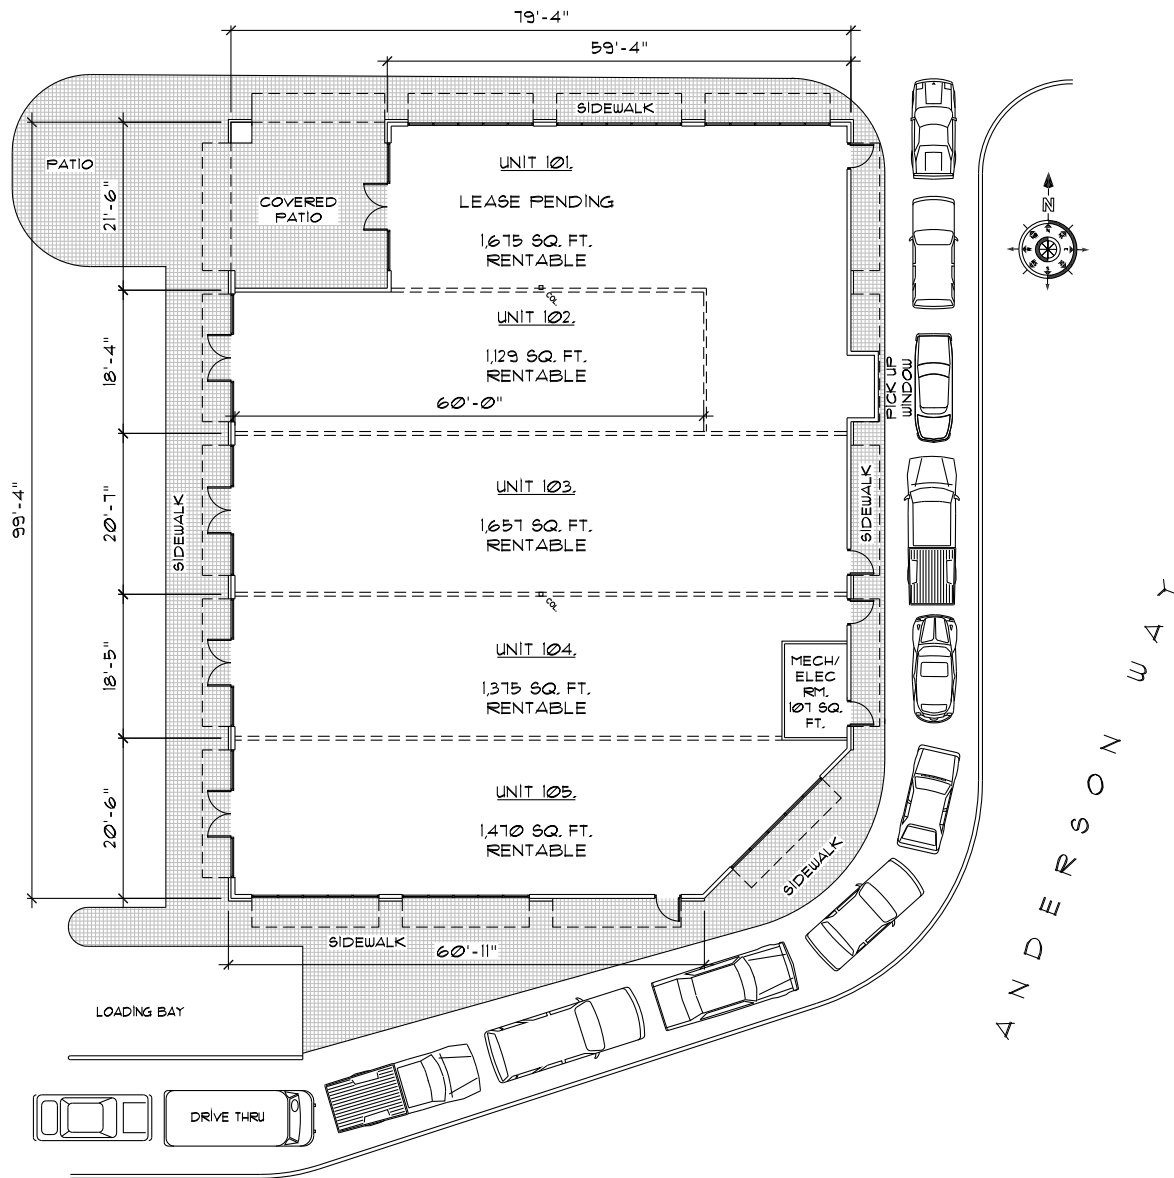 79'-4"
59'-4"
SIDEWALK
PATIO
COVERED
PATIO
21'-6"
UNIT 101.
LEASE PENDING
1,675 SQ. FT.
RENTABLE
N
COL
18'-4"
UNIT 102.
1,129 SQ. FT.
RENTABLE
60'-0"
PICK UP
WINDOW
99'-4"
20'-7"
SIDEWALK
UNIT 103.
1,657 SQ. FT.
RENTABLE
SIDEWALK
COL
18'-5"
UNIT 104.
1,375 SQ. FT.
RENTABLE
MECH/
ELEC
RM.
107 SQ.
FT.
20'-6"
UNIT 105.
1,470 SQ. FT.
RENTABLE
SIDEWALK
SIDEWALK
60'-11"
ANDERSON WAY
LOADING BAY
DRIVE THRU